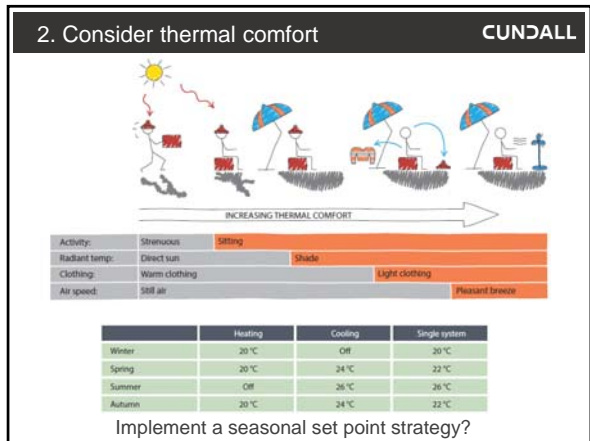 2. Consider thermal comfort
CUNDALL
INCREASING THERMAL COMFORT
Activity: Strenuous Sitting
Radiant temp: Direct sun Shade
Clothing: Warm clothing Light clothing
Air speed: Still air Pleasant breeze
Heating Cooling Single system
Winter 20 °C Off 20 °C
Spring 20 °C 24 °C 22 °C
Summer Off 26 °C 26 °C
Autumn 20 °C 24 °C 22 °C
Implement a seasonal set point strategy?